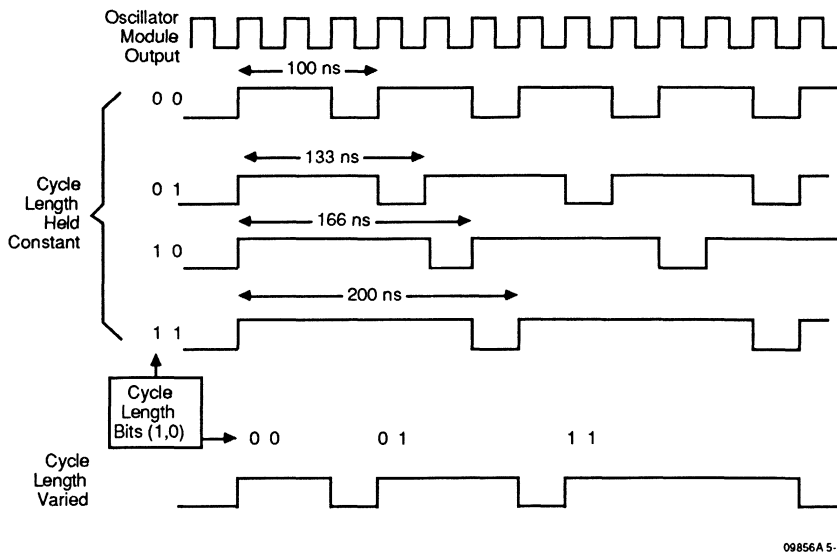 Oscillator
Module
Output
100 ns
0 0
133 ns
0 1
Cycle
Length
Held
Constant
166 ns
1 0
200 ns
1 1
Cycle
Length
Bits (1,0)
0 0
0 1
1 1
Cycle
Length
Varied
09856A 5-